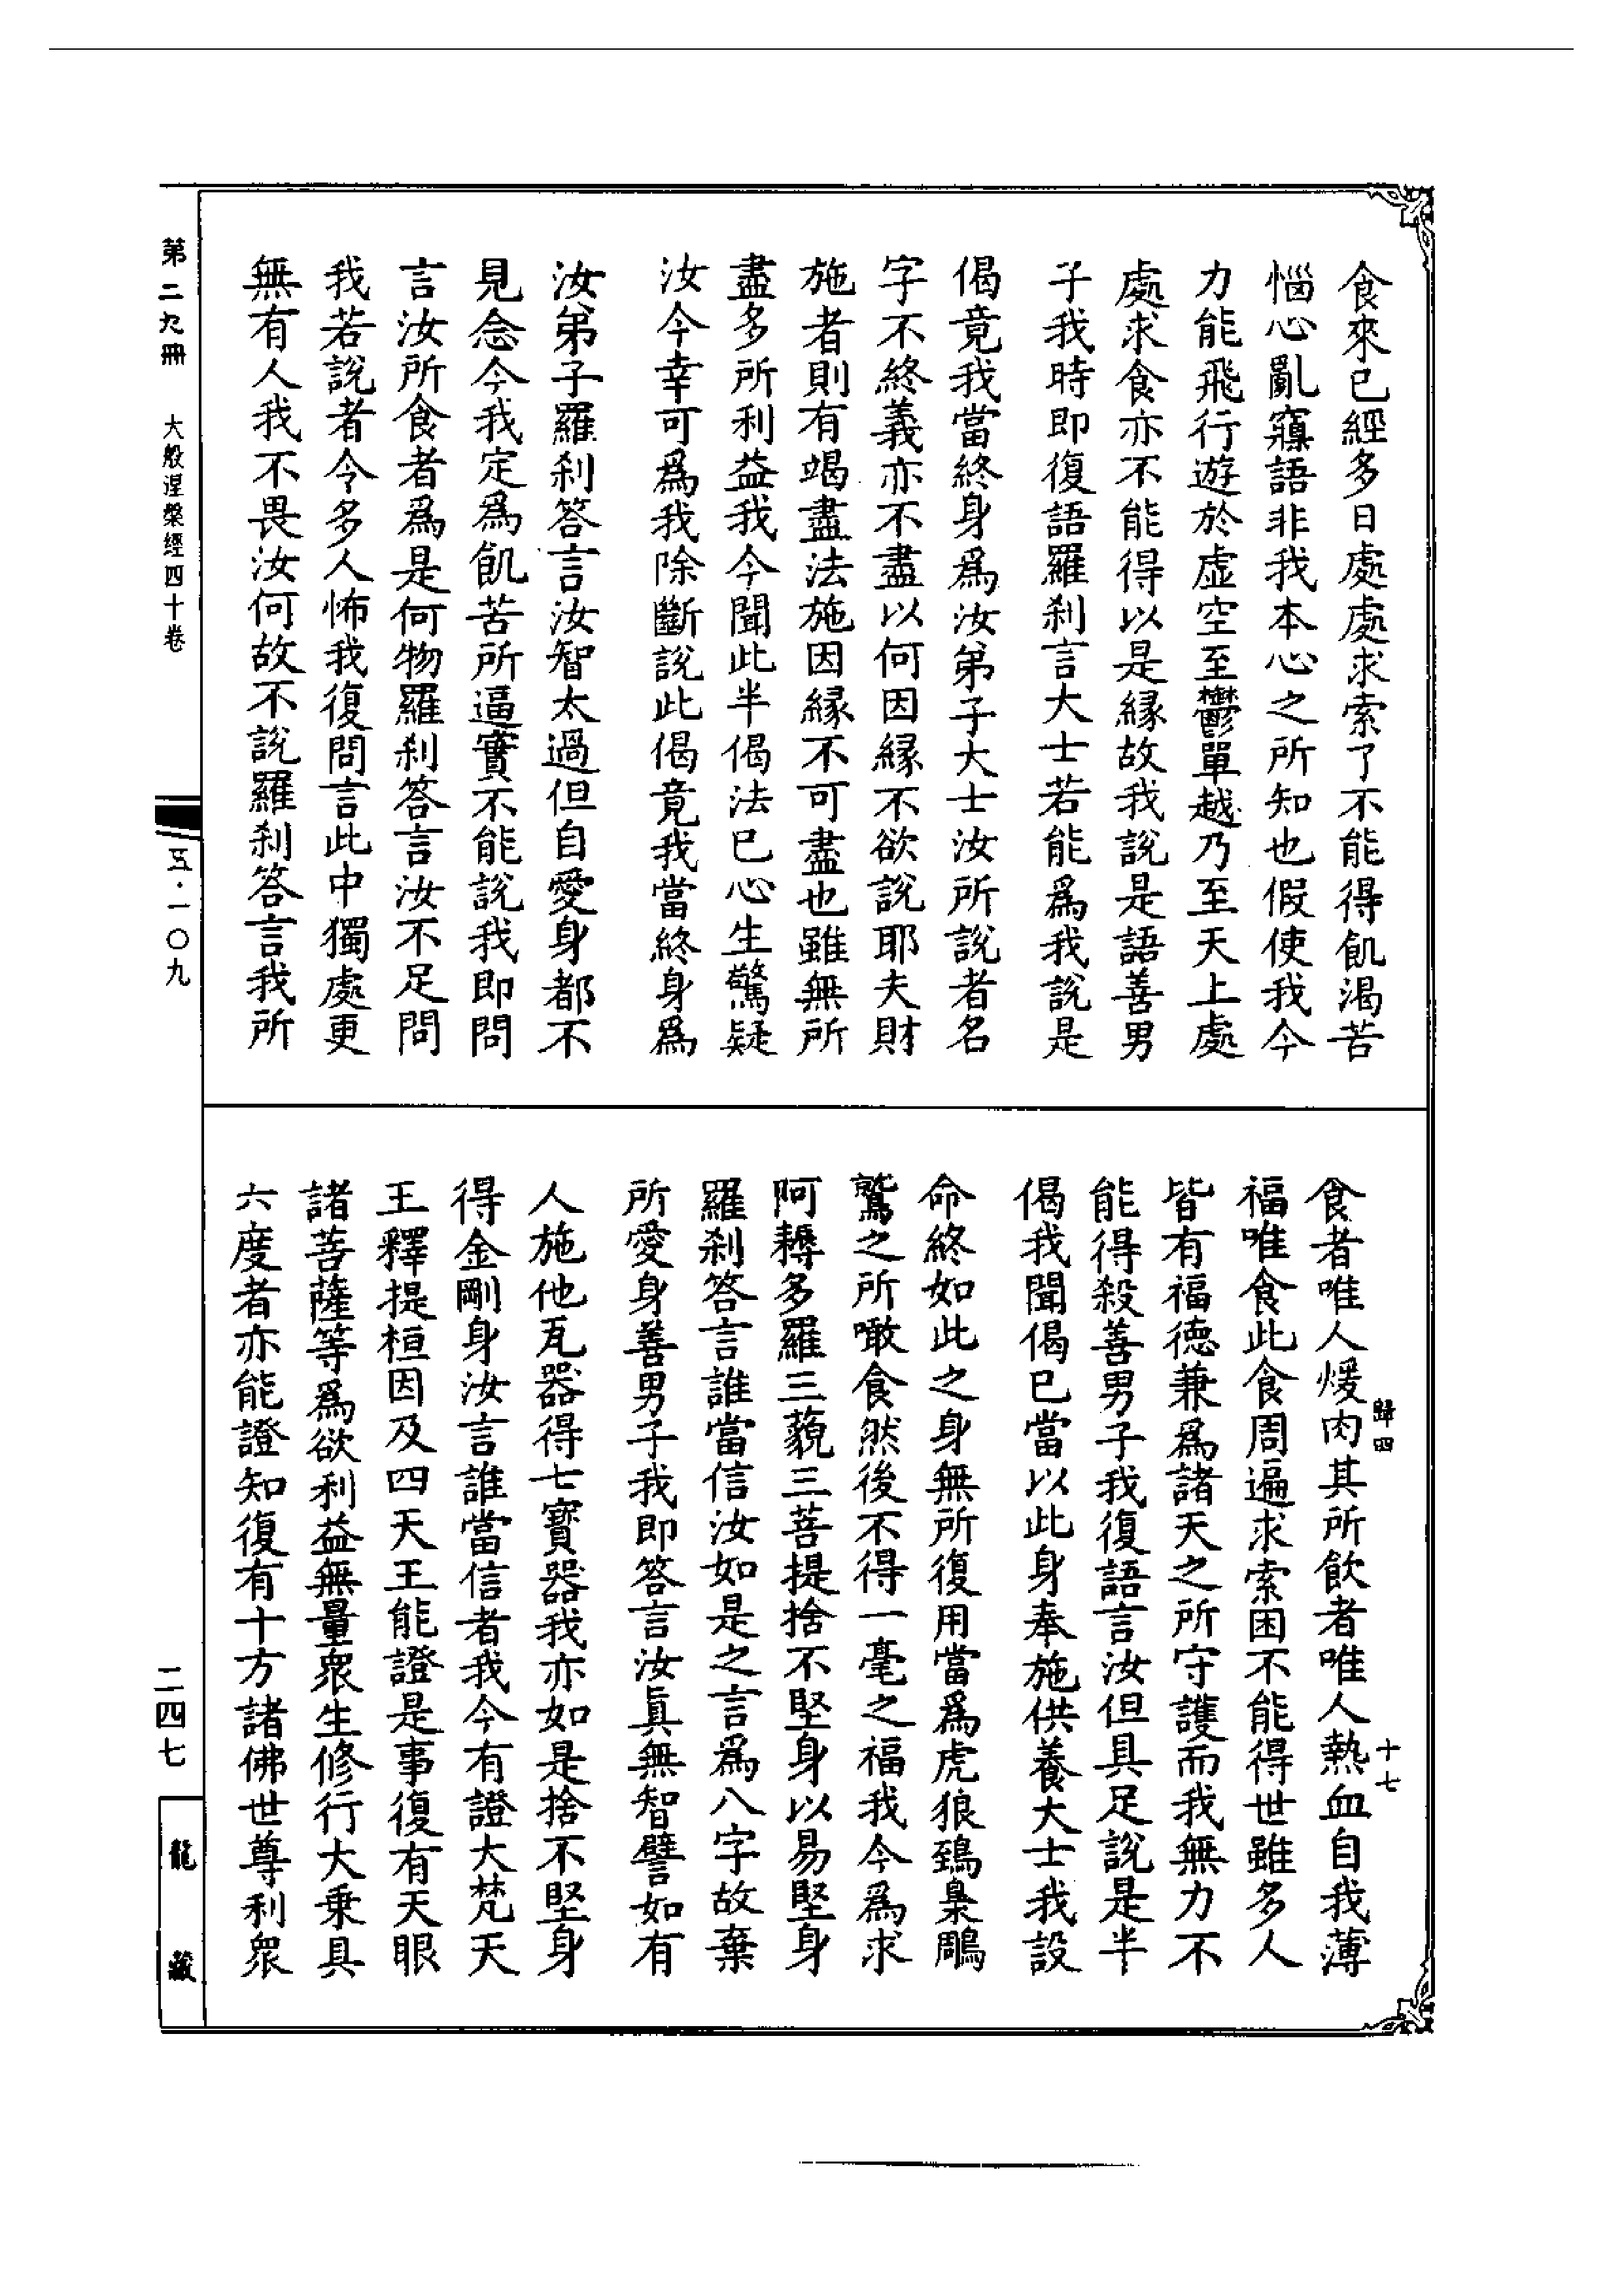 食來已經多日處處求索了不能得飢渴苦
惱心亂𥧌語非我本心之所知也假使我今
力能飛行遊於虛空至鬱單越乃至天上處
處求食亦不能得以是緣故我說是語善男
子我時即復語羅刹言大士若能爲我說是
偈竟我當終身爲汝弟子大士汝所說者名
字不終義亦不盡以何因緣不欲說耶夫財
施者則有竭盡法施因緣不可盡也雖無所
盡多所利益我今聞此半偈法已心生驚疑
汝今幸可爲我除斷說此偈竟我當終身爲
汝弟子羅刹答言汝智太過但自愛身都不
見念今我定爲飢苦所逼實不能說我即問
言汝所食者爲是何物羅刹答言汝不足問
我若說者令多人怖我復問言此中獨處更
無有人我不畏汝何故不說羅刹答言我所
第二九冊 大般涅槃經四十卷
五·一〇九
歸四 十七
食者唯人煖肉其所飲者唯人熱血自我薄
福唯食此食周遍求索困不能得世雖多人
皆有福德兼爲諸天之所守護而我無力不
能得殺善男子我復語言汝但具足說是半
偈我聞偈已當以此身奉施供養大士我設
命終如此之身無所復用當爲虎狼鵄梟鵰
鷲之所噉食然後不得一毫之福我今爲求
阿耨多羅三藐三菩提捨不堅身以易堅身
羅刹答言誰當信汝如是之言爲八字故棄
所愛身善男子我即答言汝眞無智譬如有
人施他瓦器得七寶器我亦如是捨不堅身
得金剛身汝言誰當信者我今有證大梵天
王釋提桓因及四天王能證是事復有天眼
諸菩薩等爲欲利益無量衆生修行大乘具
六度者亦能證知復有十方諸佛世尊利衆
二四七
龍藏